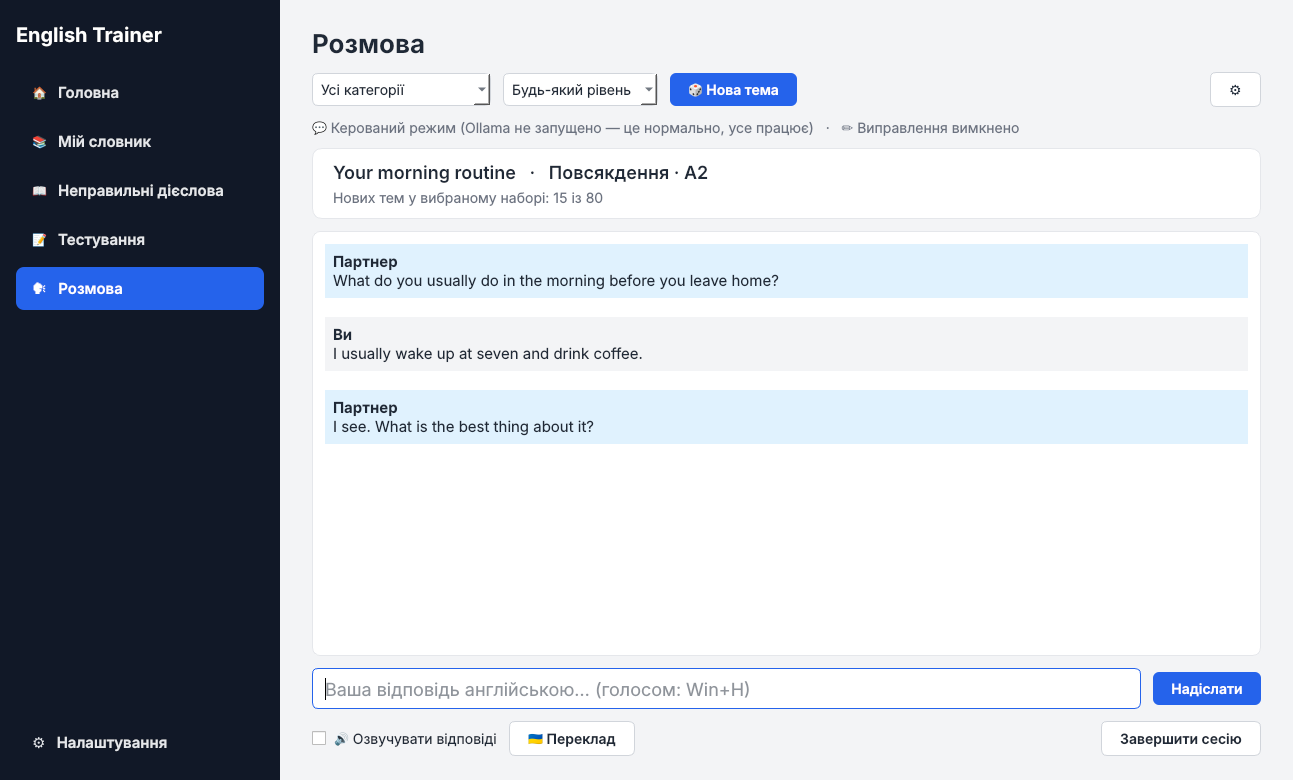 English Trainer
🏠 Головна
📚 Мій словник
📖 Неправильні дієслова
📝 Тестування
🗣 Розмова
⚙ Налаштування
Розмова
Усі категорії
Будь-який рівень
🎲 Нова тема
⚙
💬 Керований режим (Ollama не запущено — це нормально, усе працює) · ✏ Виправлення вимкнено
Your morning routine · Повсякдення · A2
Нових тем у вибраному наборі: 15 із 80
Партнер
What do you usually do in the morning before you leave home?
Ви
I usually wake up at seven and drink coffee.
Партнер
I see. What is the best thing about it?
Ваша відповідь англійською... (голосом: Win+H)
Надіслати
🔊 Озвучувати відповіді
🇺🇦 Переклад
Завершити сесію